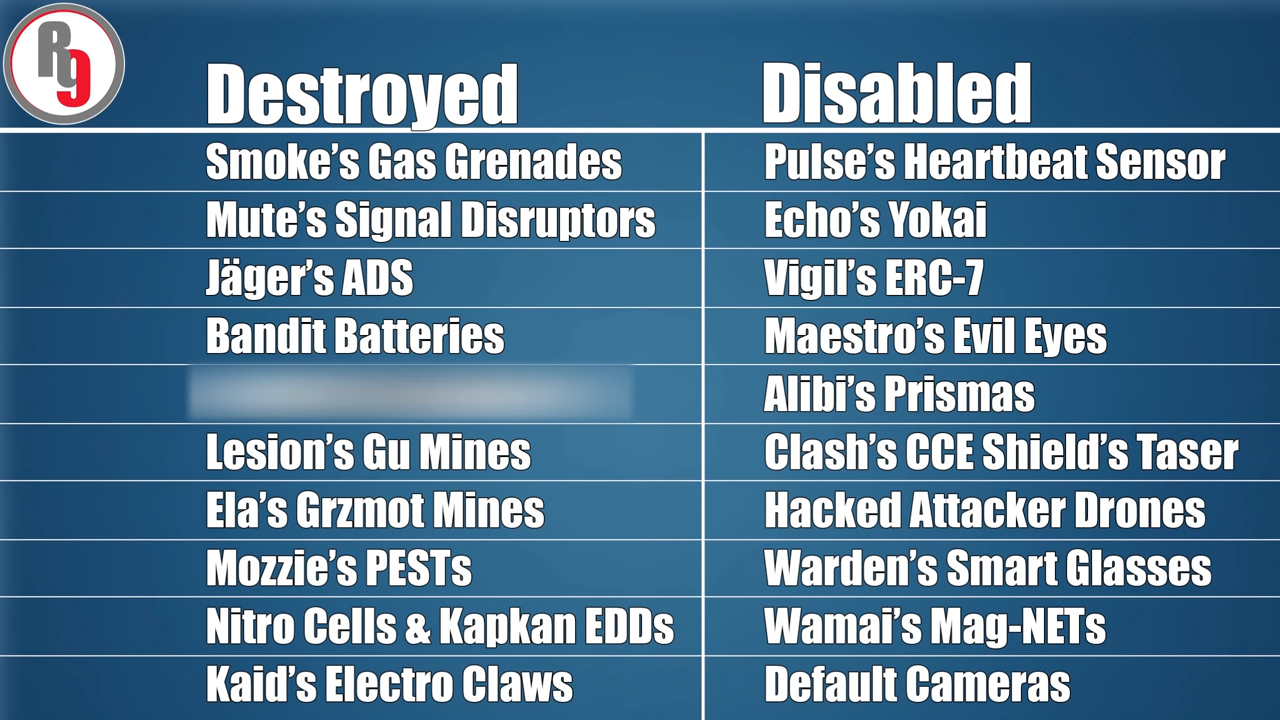 R9
Destroyed Disabled
Smoke’s Gas Grenades Pulse’s Heartbeat Sensor
Mute’s Signal Disruptors Echo’s Yokai
Jäger’s ADS Vigil’s ERC-7
Bandit Batteries Maestro’s Evil Eyes
Alibi’s Prismas
Lesion’s Gu Mines Clash’s CCE Shield’s Taser
Ela’s Grzmot Mines Hacked Attacker Drones
Mozzie’s PESTs Warden’s Smart Glasses
Nitro Cells & Kapkan EDDs Wamai’s Mag-NETs
Kaid’s Electro Claws Default Cameras